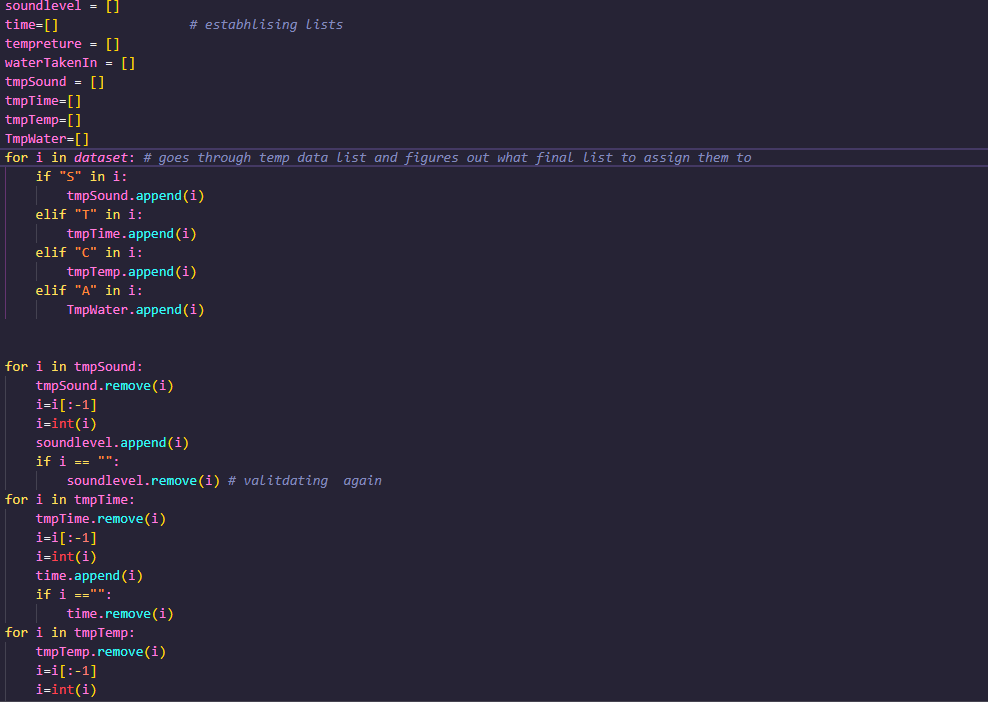 soundlevel = []
time=[]                 # estabhlising lists
tempreture = []
waterTakenIn = []
tmpSound = []
tmpTime=[]
tmpTemp=[]
TmpWater=[]
for i in dataset: # goes through temp data list and figures out what final list to assign them to
    if "S" in i:
        tmpSound.append(i)
    elif "T" in i:
        tmpTime.append(i)
    elif "C" in i:
        tmpTemp.append(i)
    elif "A" in i:
        TmpWater.append(i)
for i in tmpSound:
    tmpSound.remove(i)
    i=i[:-1]
    i=int(i)
    soundlevel.append(i)
    if i == "":
        soundlevel.remove(i) # valitdating  again
for i in tmpTime:
    tmpTime.remove(i)
    i=i[:-1]
    i=int(i)
    time.append(i)
    if i =="":
        time.remove(i)
for i in tmpTemp:
    tmpTemp.remove(i)
    i=i[:-1]
    i=int(i)